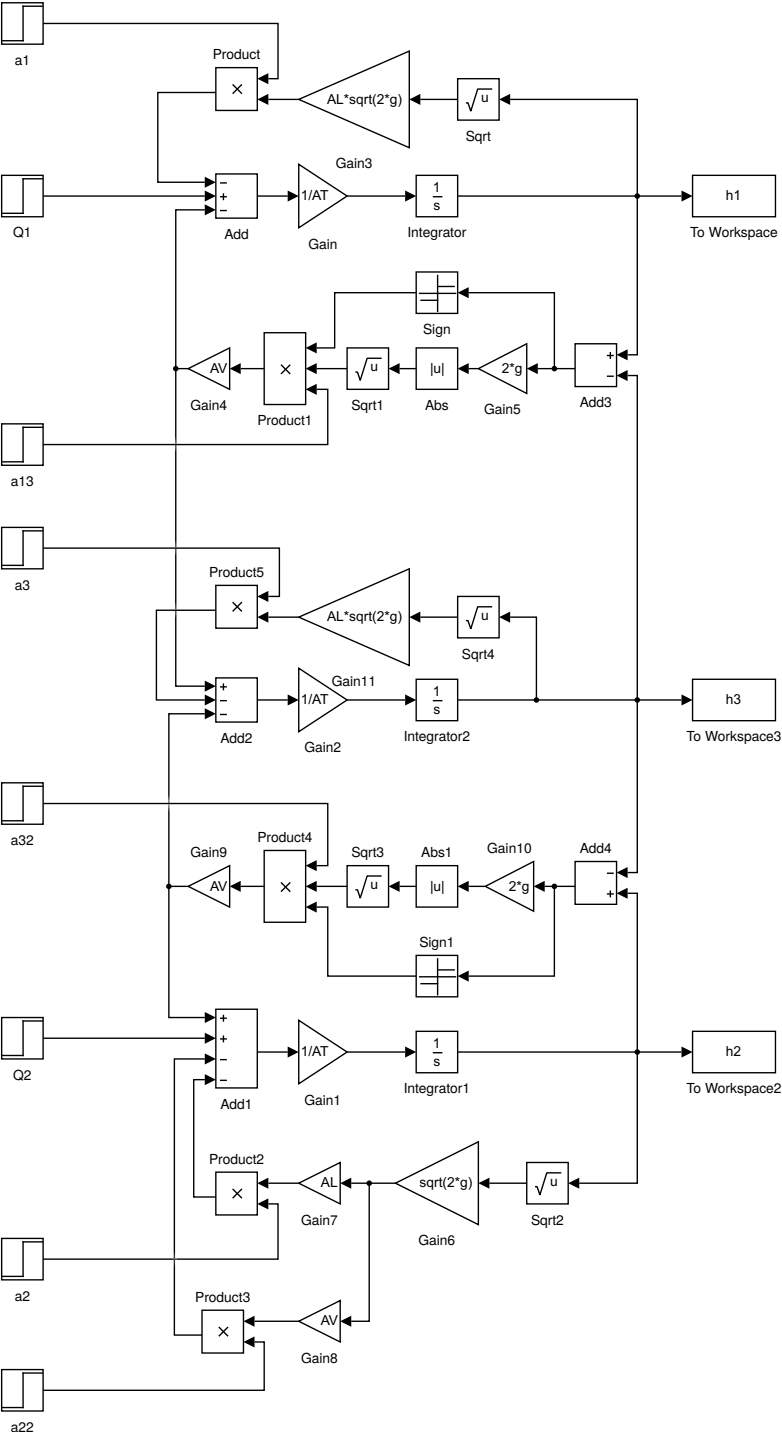 a1
Product
×
AL*sqrt(2*g)
√u
Sqrt
Gain3
Q1
−
+
−
Add
1/AT
Gain
1
s
Integrator
h1
To Workspace
Sign
AV
Gain4
×
Product1
√u
Sqrt1
|u|
Abs
2*g
Gain5
+
−
Add3
a13
a3
Product5
×
AL*sqrt(2*g)
√u
Sqrt4
Gain11
+
−
−
Add2
1/AT
Gain2
1
s
Integrator2
h3
To Workspace3
a32
Gain9
AV
Product4
×
Sqrt3
√u
Abs1
|u|
Gain10
2*g
Add4
−
+
Sign1
Q2
+
+
−
−
Add1
1/AT
Gain1
1
s
Integrator1
h2
To Workspace2
Product2
×
AL
Gain7
sqrt(2*g)
Gain6
√u
Sqrt2
a2
Product3
×
AV
Gain8
a22